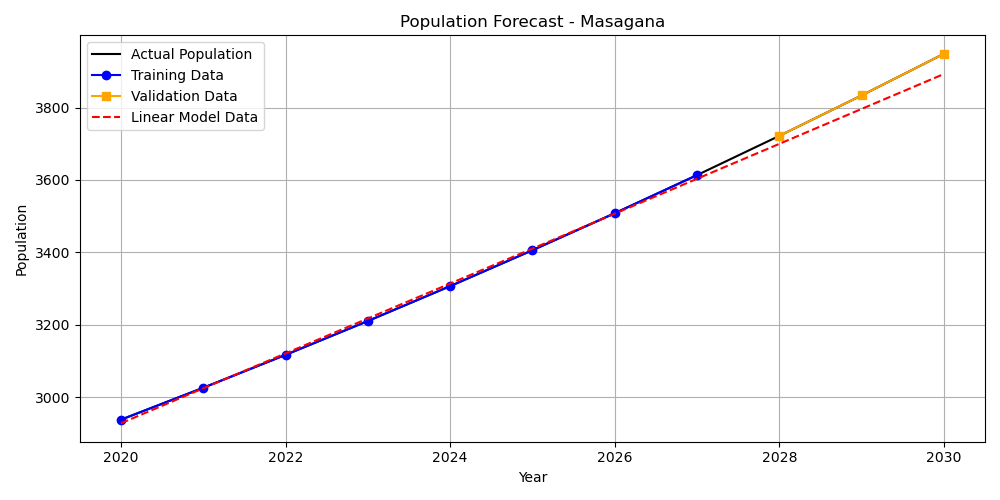 Population Forecast - Masagana
Actual Population
Training Data
Validation Data
Linear Model Data
Population
3800
3600
3400
3200
3000
2020
2022
2024
2026
2028
2030
Year